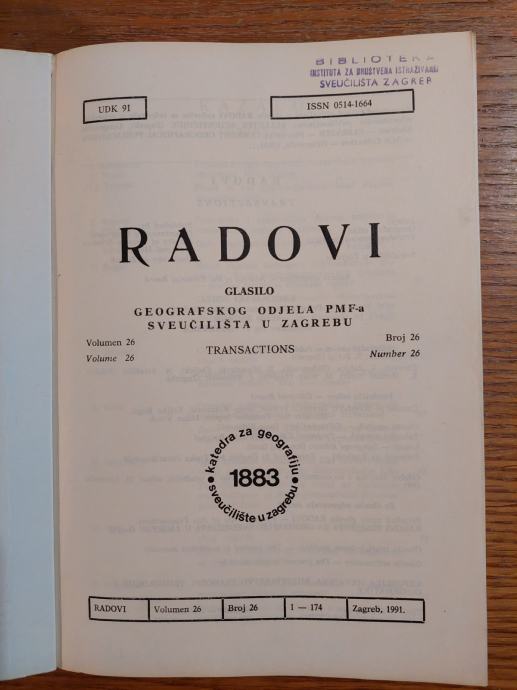 BIBLIOTEKA
INSTITUTA ZA DRUŠTVENA ISTRAŽIVANJA
SVEUČILIŠTA ZAGREB
UDK 91
ISSN 0514-1664
RADOVI
GLASILO
GEOGRAFSKOG ODJELA PMF-a
SVEUČILIŠTA U ZAGREBU
Volumen 26
Volume 26
Broj 26
Number 26
TRANSACTIONS
katedra za geografiju
1883
sveučilište u zagrebu
RADOVI Volumen 26 Broj 26 1 — 174 Zagreb, 1991.